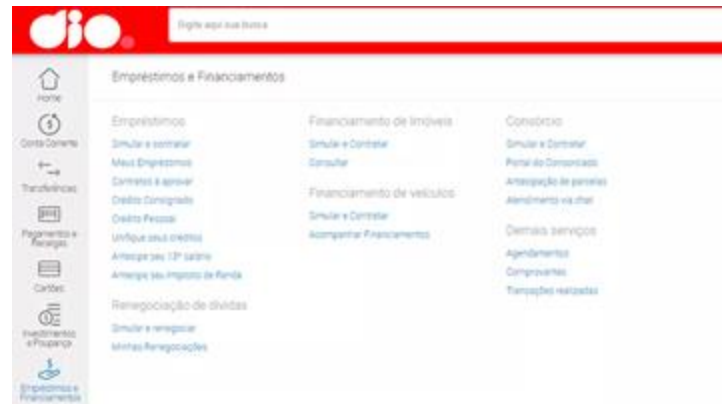 dio.
Digite aqui sua busca
Home
Conta Corrente
Transferências
Pagamentos e
Recargas
Cartões
Investimentos
e Poupança
Empréstimos e
Financiamentos
Empréstimos e Financiamentos
Empréstimos
Simular e contratar
Meus Empréstimos
Contratos à aprovar
Crédito Consignado
Crédito Pessoal
Unifique seus créditos
Antecipe seu 13º salário
Antecipe seu Imposto de Renda
Renegociação de dívidas
Simular e renegociar
Minhas Renegociações
Financiamento de Imóveis
Simular e Contratar
Consultar
Financiamento de veículos
Simular e Contratar
Acompanhar Financiamentos
Consórcio
Simular e Contratar
Portal do Consorciado
Antecipação de parcelas
Atendimento via chat
Demais serviços
Agendamentos
Comprovantes
Transações realizadas